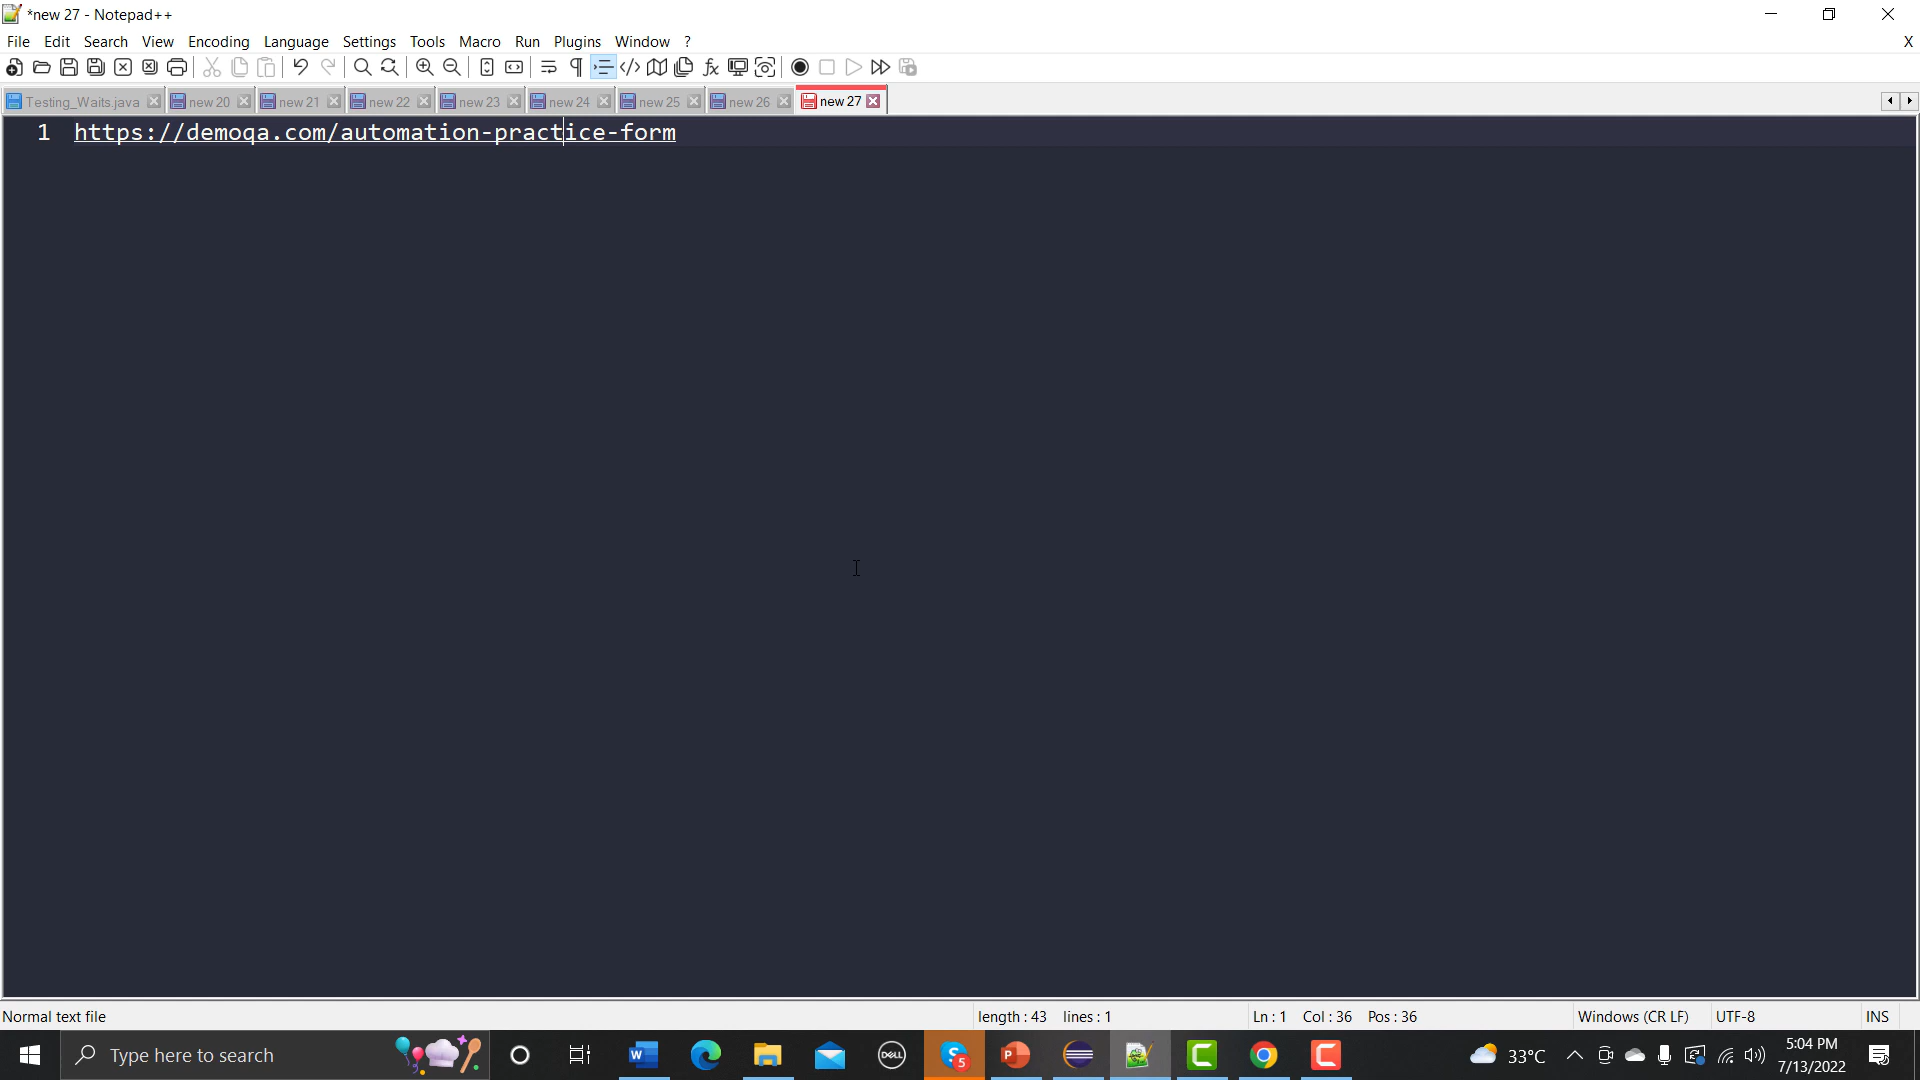 *new 27 - Notepad++
File Edit Search View Encoding Language Settings Tools Macro Run Plugins Window ? X
Testing_Waits.java new 20 new 21 new 22 new 23 new 24 new 25 new 26 new 27
1 https://demoqa.com/automation-practice-form
Normal text file length : 43 lines : 1 Ln : 1 Col : 36 Pos : 36 Windows (CR LF) UTF-8 INS
Type here to search 33°C 5:04 PM
7/13/2022